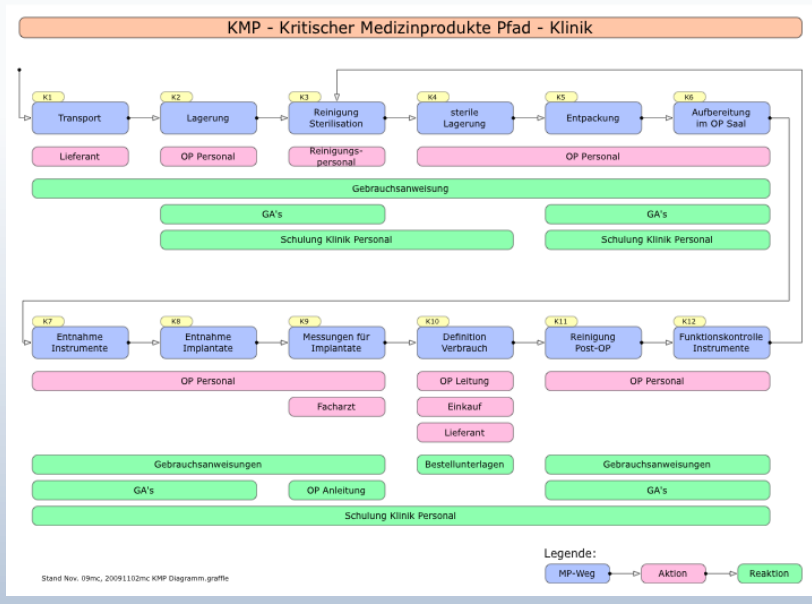 KMP - Kritischer Medizinprodukte Pfad - Klinik
K1
K2
K3
K4
K5
K6
Transport
Lagerung
Reinigung
Sterilisation
sterile
Lagerung
Entpackung
Aufbereitung
im OP Saal
Lieferant
OP Personal
Reinigungs-
personal
OP Personal
Gebrauchsanweisung
GA's
GA's
Schulung Klinik Personal
Schulung Klinik Personal
K7
K8
K9
K10
K11
K12
Entnahme
Instrumente
Entnahme
Implantate
Messungen für
Implantate
Definition
Verbrauch
Reinigung
Post-OP
Funktionskontrolle
Instrumente
OP Personal
OP Leitung
OP Personal
Facharzt
Einkauf
Lieferant
Gebrauchsanweisungen
Bestellunterlagen
Gebrauchsanweisungen
GA's
OP Anleitung
GA's
Schulung Klinik Personal
Legende:
MP-Weg
Aktion
Reaktion
Stand Nov. 09mc, 20091102mc KMP Diagramm.graffle